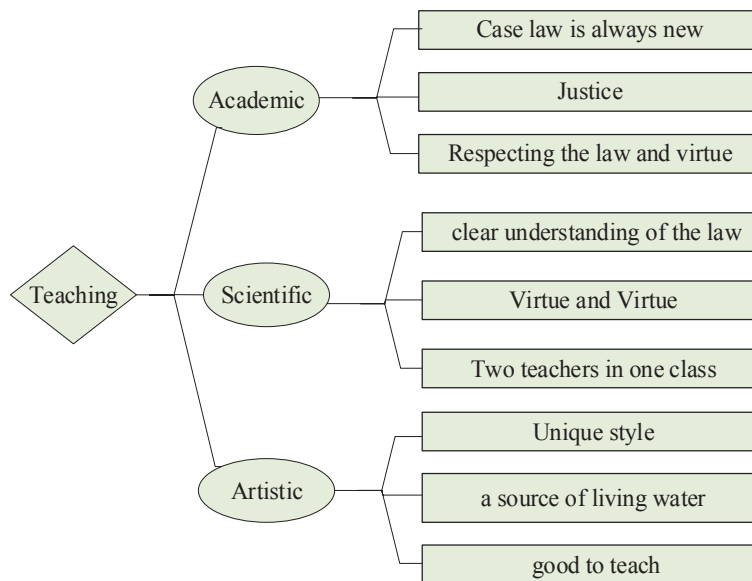 Teaching
Academic
Case law is always new
Justice
Respecting the law and virtue
Scientific
clear understanding of the law
Virtue and Virtue
Two teachers in one class
Artistic
Unique style
a source of living water
good to teach